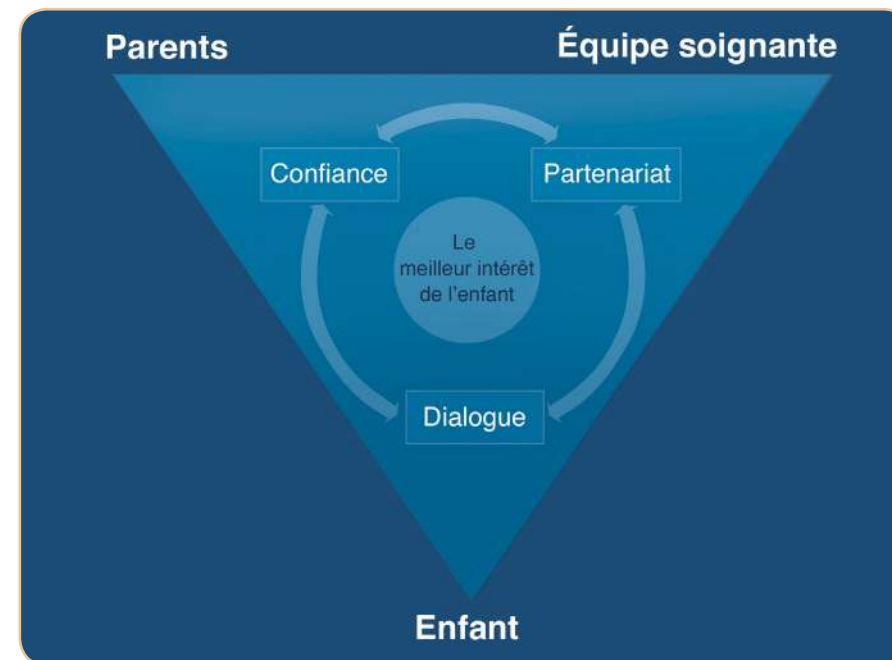 Parents
Équipe soignante
Confiance
Partenariat
Le
meilleur intérêt
de l'enfant
Dialogue
Enfant